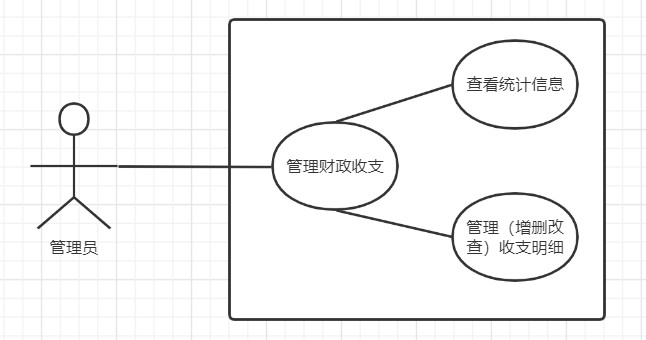 查看统计信息
管理财政收支
管理（增删改
查）收支明细
管理员